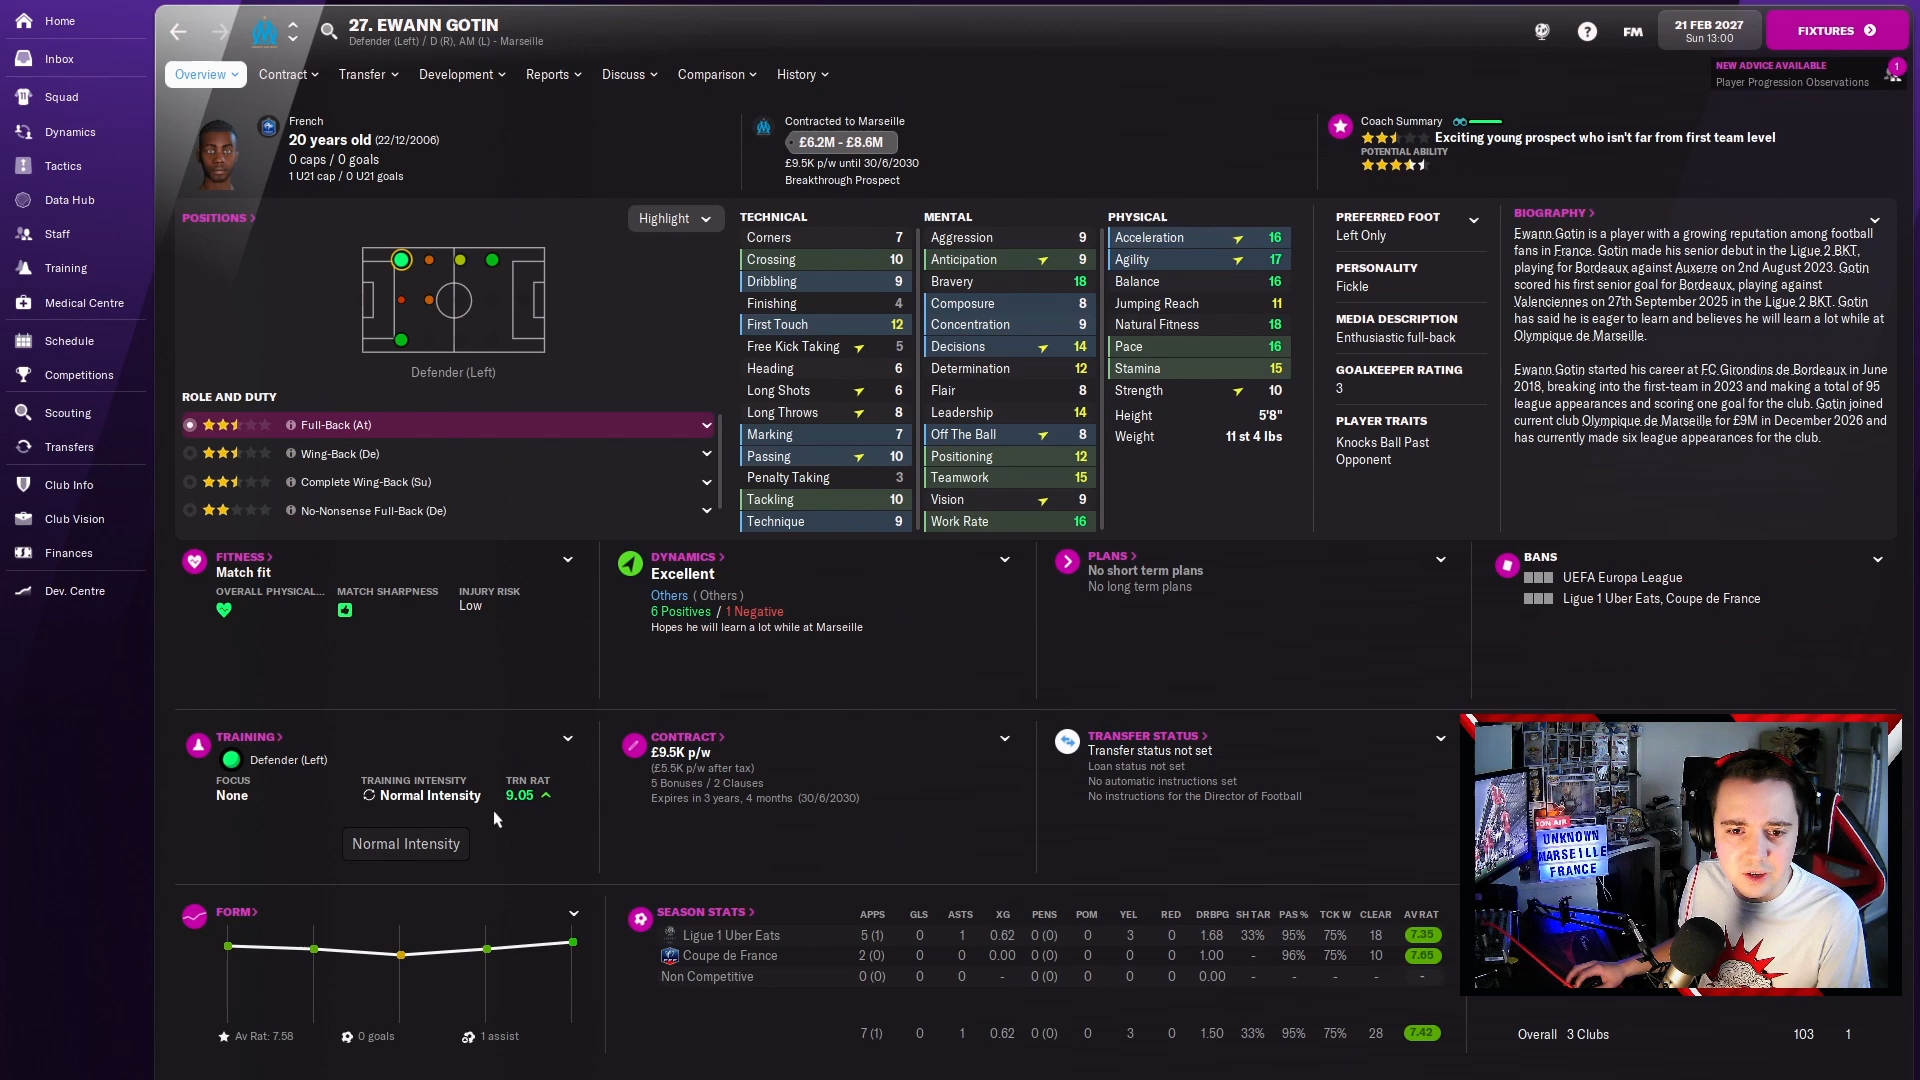 Home
Inbox
Squad
Dynamics
Tactics
Data Hub
Staff
Training
Medical Centre
Schedule
Competitions
Scouting
Transfers
Club Info
Club Vision
Finances
Dev. Centre
27. EWANN GOTIN
Defender (Left) / D (R), AM (L) - Marseille
FM
21 FEB 2027
Sun 13:00
FIXTURES
Overview Contract Transfer Development Reports Discuss Comparison History
NEW ADVICE AVAILABLE
Player Progression Observations
1
French
20 years old (22/12/2006)
0 caps / 0 goals
1 U21 cap / 0 U21 goals
Contracted to Marseille
£6.2M - £8.6M
£9.5K p/w until 30/6/2030
Breakthrough Prospect
Coach Summary
Exciting young prospect who isn't far from first team level
POTENTIAL ABILITY
POSITIONS >
Highlight
Defender (Left)
ROLE AND DUTY
Full-Back (At)
Wing-Back (De)
Complete Wing-Back (Su)
No-Nonsense Full-Back (De)
TECHNICAL
Corners 7
Crossing 10
Dribbling 9
Finishing 4
First Touch 12
Free Kick Taking 5
Heading 6
Long Shots 6
Long Throws 8
Marking 7
Passing 10
Penalty Taking 3
Tackling 10
Technique 9
MENTAL
Aggression 9
Anticipation 9
Bravery 18
Composure 8
Concentration 9
Decisions 14
Determination 12
Flair 8
Leadership 14
Off The Ball 8
Positioning 12
Teamwork 15
Vision 9
Work Rate 16
PHYSICAL
Acceleration 16
Agility 17
Balance 16
Jumping Reach 11
Natural Fitness 18
Pace 16
Stamina 15
Strength 10
Height 5'8"
Weight 11 st 4 lbs
PREFERRED FOOT
Left Only
PERSONALITY
Fickle
MEDIA DESCRIPTION
Enthusiastic full-back
GOALKEEPER RATING
3
PLAYER TRAITS
Knocks Ball Past
Opponent
BIOGRAPHY >
Ewann Gotin is a player with a growing reputation among football
fans in France. Gotin made his senior debut in the Ligue 2 BKT,
playing for Bordeaux against Auxerre on 2nd August 2023. Gotin
scored his first senior goal for Bordeaux, playing against
Valenciennes on 27th September 2025 in the Ligue 2 BKT. Gotin
has said he is eager to learn and believes he will learn a lot while at
Olympique de Marseille.
Ewann Gotin started his career at FC Girondins de Bordeaux in June
2018, breaking into the first-team in 2023 and making a total of 95
league appearances and scoring one goal for the club. Gotin joined
current club Olympique de Marseille for £9M in December 2026 and
has currently made six league appearances for the club.
FITNESS >
Match fit
OVERALL PHYSICAL... MATCH SHARPNESS INJURY RISK
Low
DYNAMICS >
Excellent
Others ( Others )
6 Positives / 1 Negative
Hopes he will learn a lot while at Marseille
PLANS >
No short term plans
No long term plans
BANS
UEFA Europa League
Ligue 1 Uber Eats, Coupe de France
TRAINING >
Defender (Left)
FOCUS TRAINING INTENSITY TRN RAT
None Normal Intensity 9.05
Normal Intensity
CONTRACT >
£9.5K p/w
(£5.5K p/w after tax)
5 Bonuses / 2 Clauses
Expires in 3 years, 4 months (30/6/2030)
TRANSFER STATUS >
Transfer status not set
Loan status not set
No automatic instructions set
No instructions for the Director of Football
ON AIR
UNKNOWN
MARSEILLE
FRANCE
FORM >
Av Rat: 7.58 0 goals 1 assist
SEASON STATS > APPS GLS ASTS XG PENS POM YEL RED DRBPG SH TAR PAS % TCK W CLEAR AV RAT
Ligue 1 Uber Eats 5 (1) 0 1 0.62 0 (0) 0 3 0 1.68 33% 95% 75% 18 7.35
Coupe de France 2 (0) 0 0 0.00 0 (0) 0 0 0 1.00 - 96% 75% 10 7.65
Non Competitive 0 (0) 0 0 - 0 (0) 0 0 0 0.00 - - - - -
7 (1) 0 1 0.62 0 (0) 0 3 0 1.50 33% 95% 75% 28 7.42
Overall 3 Clubs 103 1